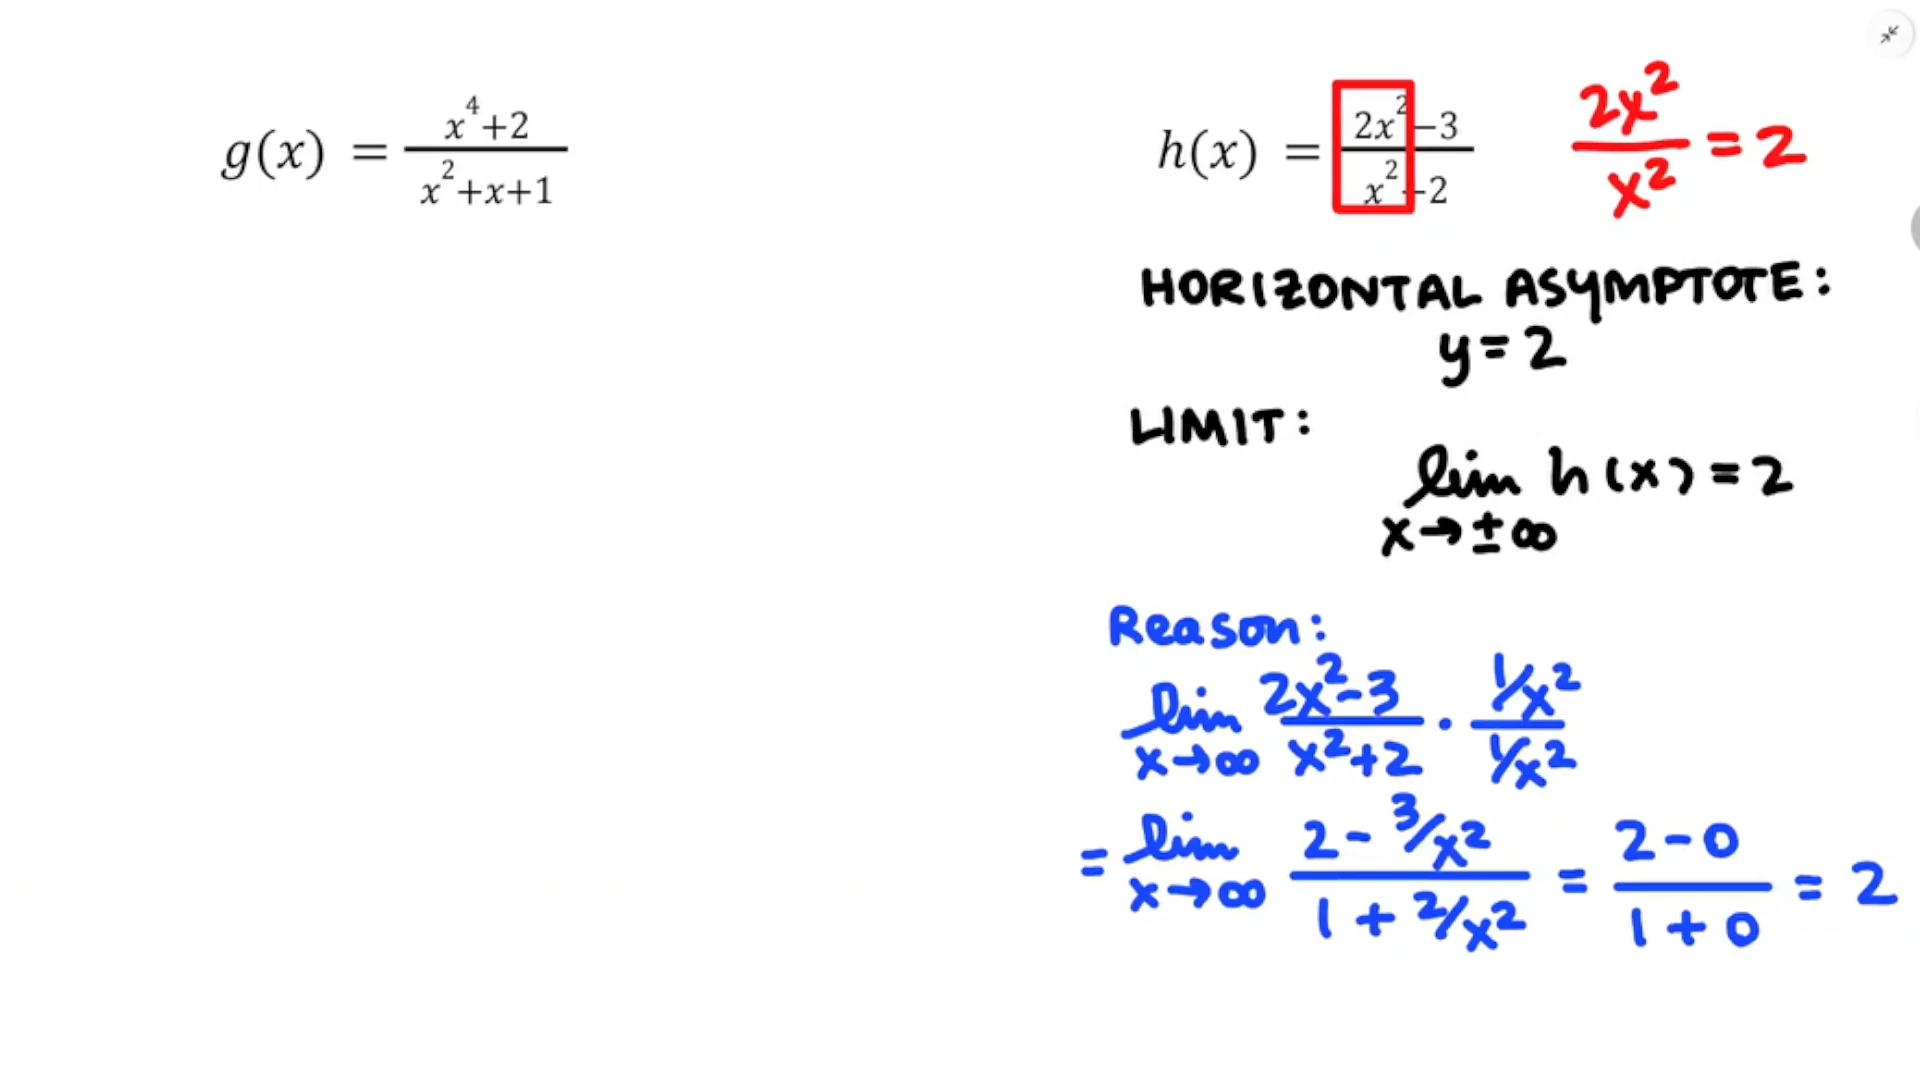 g(x) = x⁴+2 / x²+x+1
h(x) = 2x²−3 / x²−2
2x²/x² = 2
HORIZONTAL ASYMPTOTE:
y = 2
LIMIT:
lim h(x) = 2
x→±∞
Reason:
lim 2x²-3 / x²+2 · 1/x² / 1/x²
x→∞
= lim 2 - 3/x² / 1 + 2/x² = 2 - 0 / 1 + 0 = 2
x→∞